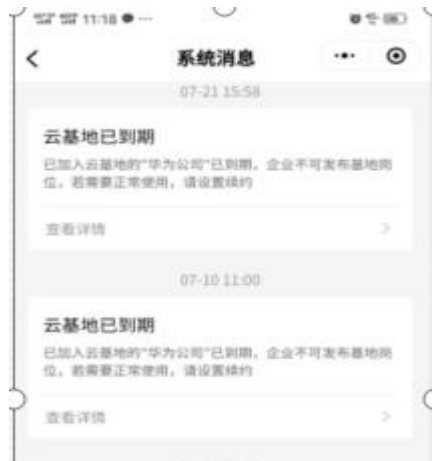 11:18
系统消息
07-21 15:58
云基地已到期
已加入云基地的"华为公司"已到期，企业不可发布基地岗
位，若需要正常使用，请设置续约
查看详情
07-10 11:00
云基地已到期
已加入云基地的"华为公司"已到期，企业不可发布基地岗
位，若需要正常使用，请设置续约
查看详情